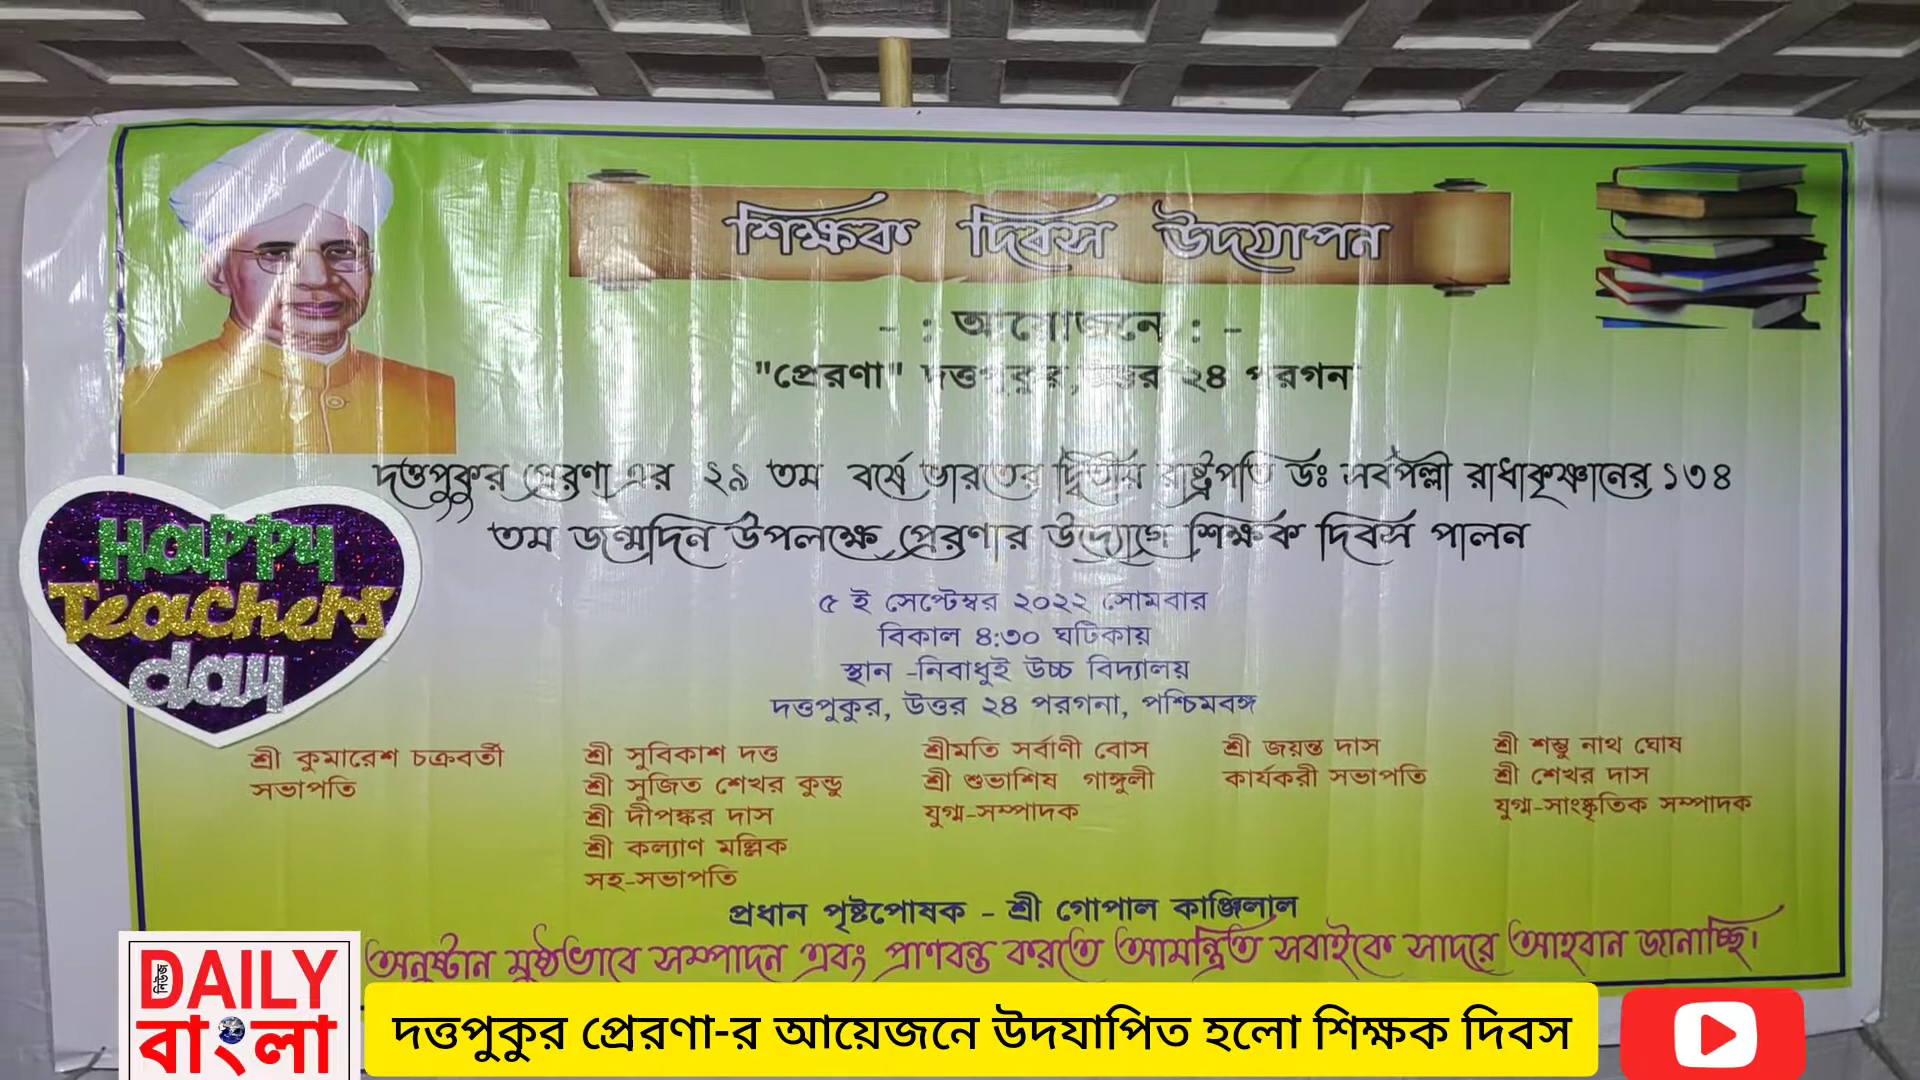 শিক্ষক দিবস উদযাপন
- : আয়োজনে : -
"প্রেরণা" দত্তপুকুর, উত্তর ২৪ পরগনা
দত্তপুকুর প্রেরণা এর ২৯ তম বর্ষে ভারতের দ্বিতীয় রাষ্ট্রপতি ডঃ সর্বপল্লী রাধাকৃষ্ণানের ১৩৪
তম জন্মদিন উপলক্ষে প্রেরণার উদ্যোগে শিক্ষক দিবস পালন
Happy
Teachers
day
৫ ই সেপ্টেম্বর ২০২২ সোমবার
বিকাল ৪:৩০ ঘটিকায়
স্থান -নিবাধুই উচ্চ বিদ্যালয়
দত্তপুকুর, উত্তর ২৪ পরগনা, পশ্চিমবঙ্গ
শ্রী কুমারেশ চক্রবর্তী
সভাপতি
শ্রী সুবিকাশ দত্ত
শ্রী সুজিত শেখর কুন্ডু
শ্রী দীপঙ্কর দাস
শ্রী কল্যাণ মল্লিক
সহ-সভাপতি
শ্রীমতি সর্বাণী বোস
শ্রী শুভাশিষ গাঙ্গুলী
যুগ্ম-সম্পাদক
শ্রী জয়ন্ত দাস
কার্যকরী সভাপতি
শ্রী শম্ভু নাথ ঘোষ
শ্রী শেখর দাস
যুগ্ম-সাংস্কৃতিক সম্পাদক
প্রধান পৃষ্টপোষক - শ্রী গোপাল কাঞ্জিলাল
অনুষ্টান সুষ্ঠভাবে সম্পাদন এবং প্রাণবন্ত করতে আমন্ত্রিত সবাইকে সাদরে আহবান জানাচ্ছি।
নিউজ DAILY
বাংলা
দত্তপুকুর প্রেরণা-র আয়েজনে উদযাপিত হলো শিক্ষক দিবস